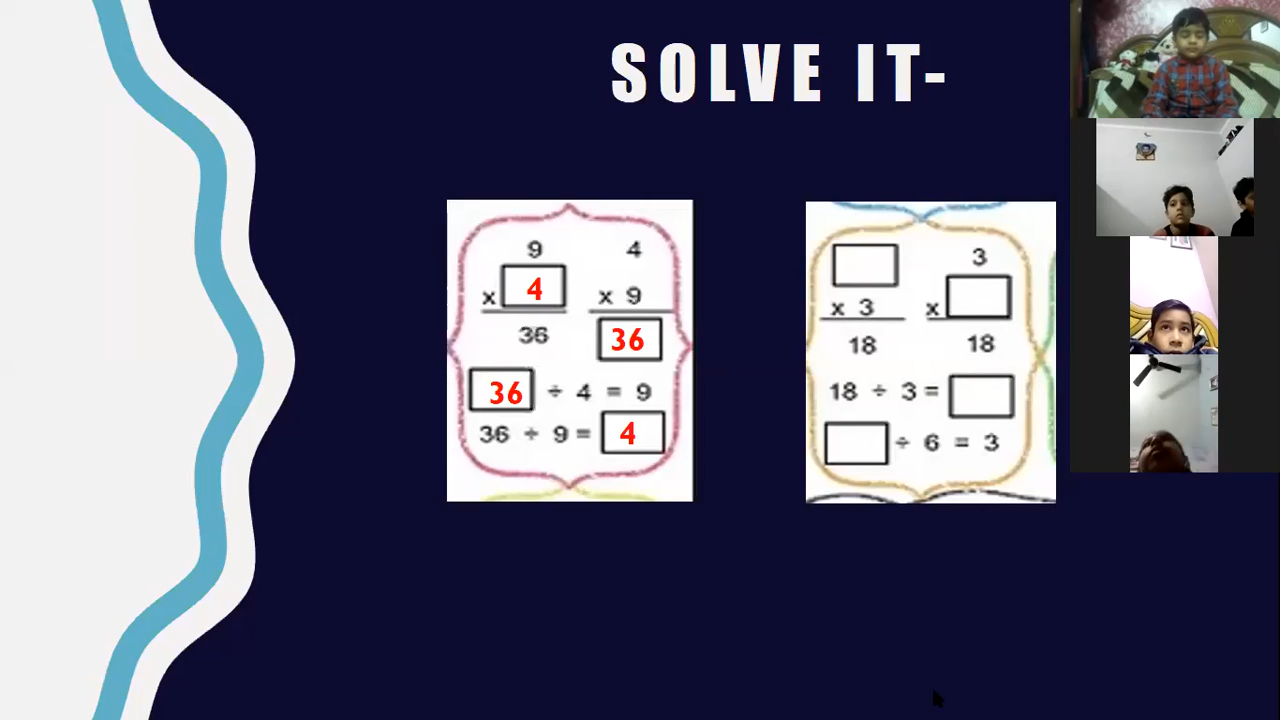 SOLVE IT-
9 4
x 4 x 9
36 36
36 ÷ 4 = 9
36 ÷ 9 = 4
3
x 3 x
18 18
18 ÷ 3 =
÷ 6 = 3